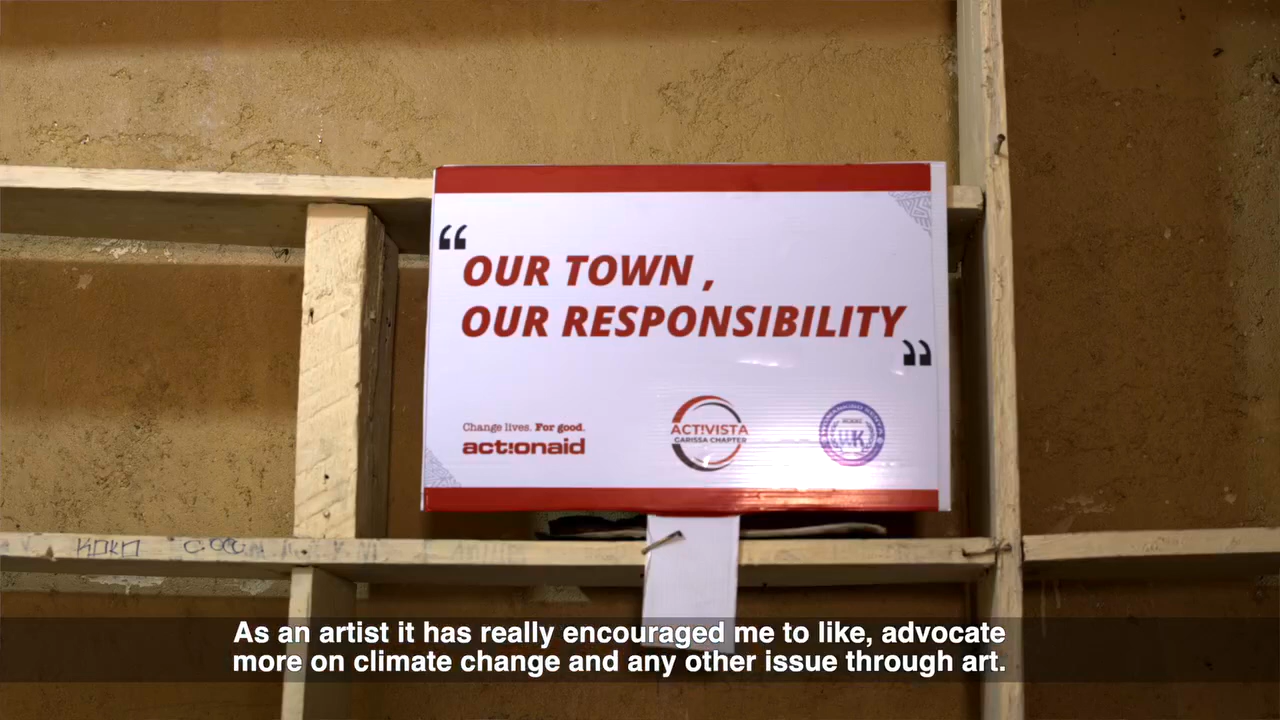 “
OUR TOWN ,
OUR RESPONSIBILITY
”
Change lives. For good.
act!onaid
ACT!VISTA
GARISSA CHAPTER
As an artist it has really encouraged me to like, advocate
more on climate change and any other issue through art.